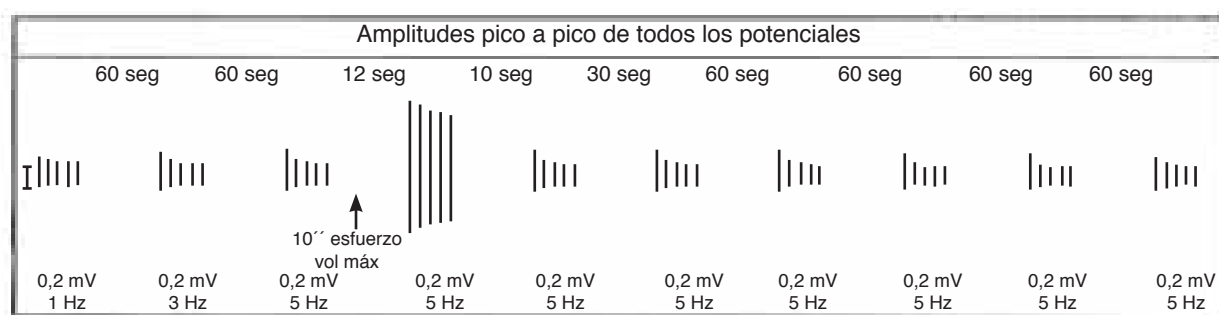 Amplitudes pico a pico de todos los potenciales
60 seg 60 seg 12 seg 10 seg 30 seg 60 seg 60 seg 60 seg 60 seg
10´´ esfuerzo
vol máx
0,2 mV 0,2 mV 0,2 mV 0,2 mV 0,2 mV 0,2 mV 0,2 mV 0,2 mV 0,2 mV 0,2 mV
1 Hz 3 Hz 5 Hz 5 Hz 5 Hz 5 Hz 5 Hz 5 Hz 5 Hz 5 Hz